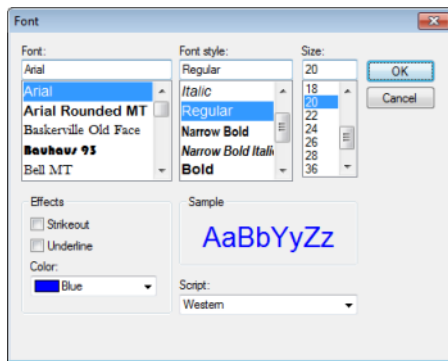 Font
Font:
Arial
Arial
Arial Rounded MT
Baskerville Old Face
Bauhaus 93
Bell MT
Font style:
Regular
Italic
Regular
Narrow Bold
Narrow Bold Itali
Bold
Size:
20
18
20
22
24
26
28
36
OK
Cancel
Effects
Strikeout
Underline
Color:
Blue
Sample
AaBbYyZz
Script:
Western